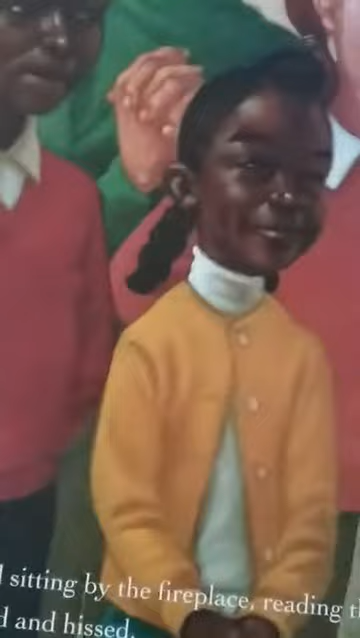 sitting by the fireplace, reading
and hissed.